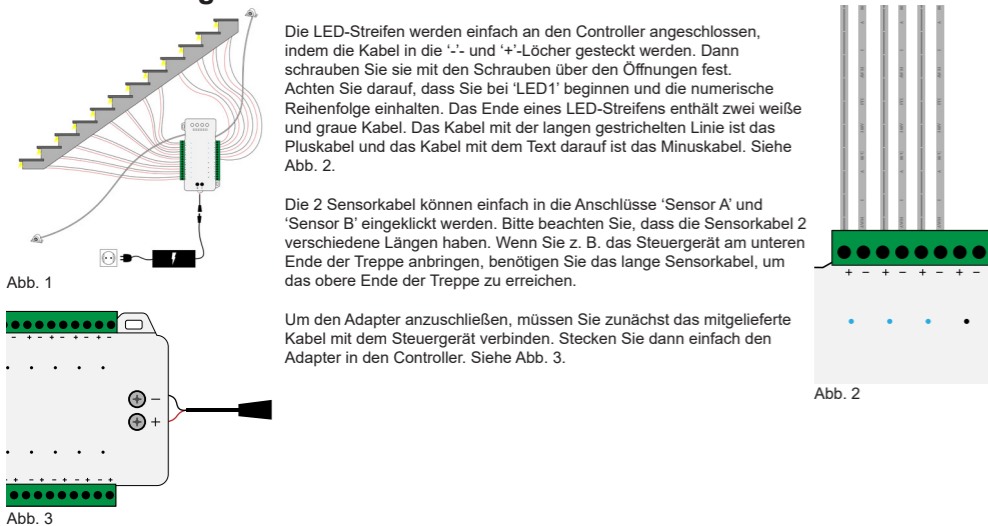 Die LED-Streifen werden einfach an den Controller angeschlossen,
indem die Kabel in die ‘-’- und ‘+’-Löcher gesteckt werden. Dann
schrauben Sie sie mit den Schrauben über den Öffnungen fest.
Achten Sie darauf, dass Sie bei ‘LED1’ beginnen und die numerische
Reihenfolge einhalten. Das Ende eines LED-Streifens enthält zwei weiße
und graue Kabel. Das Kabel mit der langen gestrichelten Linie ist das
Pluskabel und das Kabel mit dem Text darauf ist das Minuskabel. Siehe
Abb. 2.
Die 2 Sensorkabel können einfach in die Anschlüsse ‘Sensor A’ und
‘Sensor B’ eingeklickt werden. Bitte beachten Sie, dass die Sensorkabel 2
verschiedene Längen haben. Wenn Sie z. B. das Steuergerät am unteren
Ende der Treppe anbringen, benötigen Sie das lange Sensorkabel, um
das obere Ende der Treppe zu erreichen.
Um den Adapter anzuschließen, müssen Sie zunächst das mitgelieferte
Kabel mit dem Steuergerät verbinden. Stecken Sie dann einfach den
Adapter in den Controller. Siehe Abb. 3.
Abb. 1
+ - + - + - + -
Abb. 2
- + - + - + - + -
−
+
- + - + - + - + -
Abb. 3